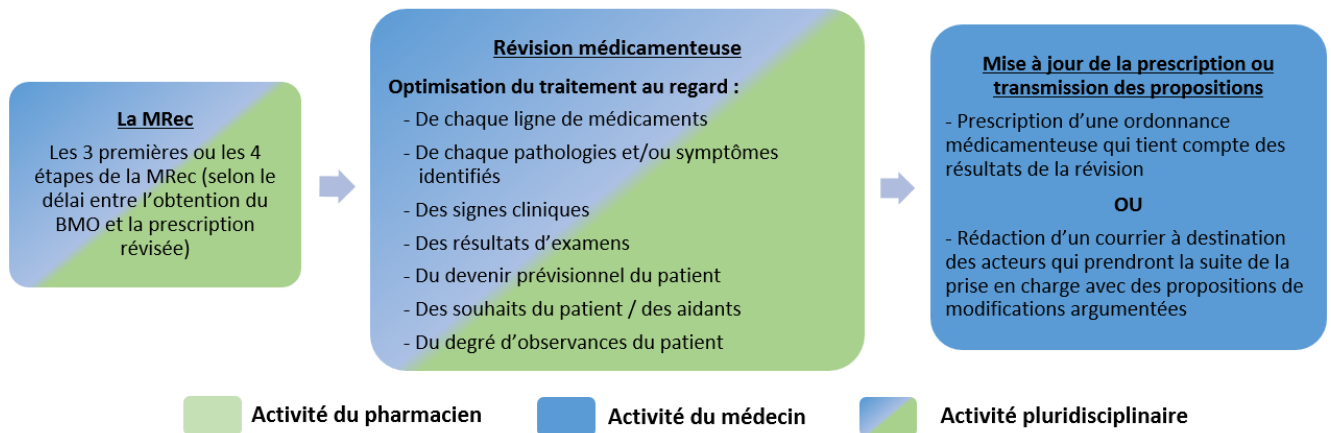 La MRec
Les 3 premières ou les 4
étapes de la MRec (selon le
délai entre l’obtention du
BMO et la prescription
révisée)
Révision médicamenteuse
Optimisation du traitement au regard :
- De chaque ligne de médicaments
- De chaque pathologies et/ou symptômes
identifiés
- Des signes cliniques
- Des résultats d’examens
- Du devenir prévisionnel du patient
- Des souhaits du patient / des aidants
- Du degré d’observances du patient
Mise à jour de la prescription ou
transmission des propositions
- Prescription d’une ordonnance
médicamenteuse qui tient compte des
résultats de la révision
OU
- Rédaction d’un courrier à destination
des acteurs qui prendront la suite de la
prise en charge avec des propositions de
modifications argumentées
Activité du pharmacien
Activité du médecin
Activité pluridisciplinaire